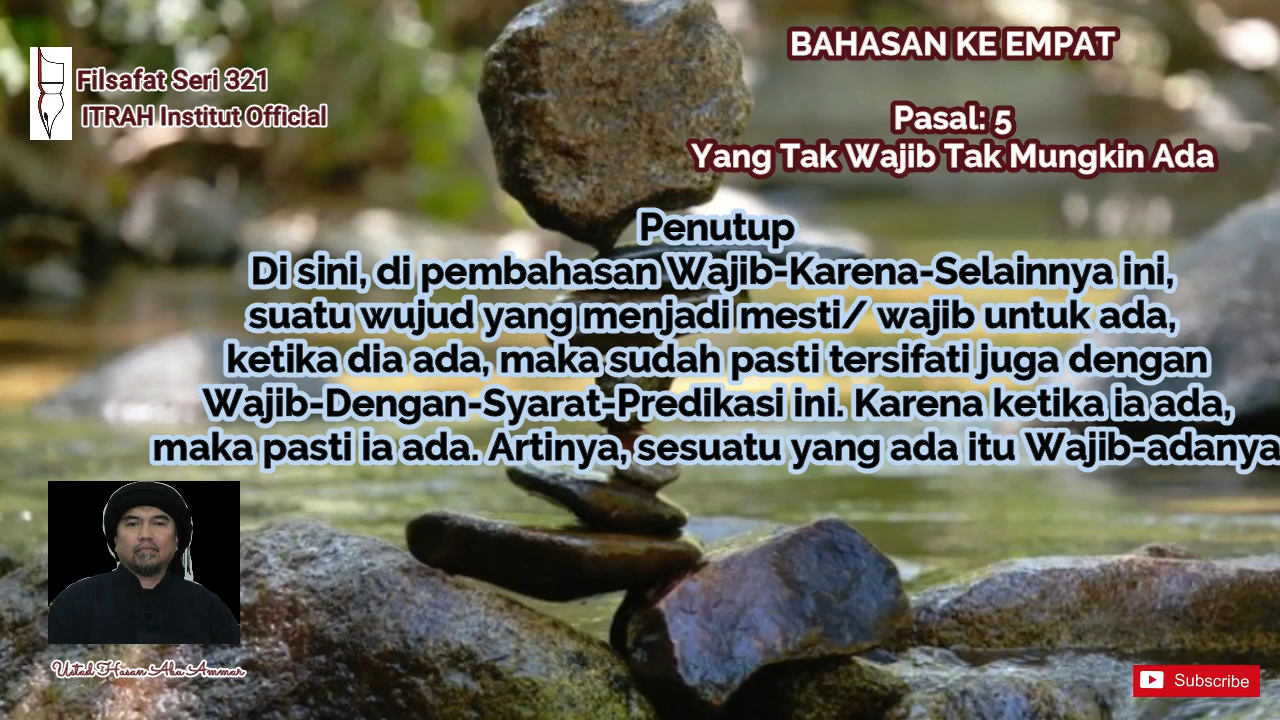 BAHASAN KE EMPAT
Filsafat Seri 321
ITRAH Institut Official
Pasal: 5
Yang Tak Wajib Tak Mungkin Ada
Penutup
Di sini, di pembahasan Wajib-Karena-Selainnya ini,
suatu wujud yang menjadi mesti/ wajib untuk ada,
ketika dia ada, maka sudah pasti tersifati juga dengan
Wajib-Dengan-Syarat-Predikasi ini. Karena ketika ia ada,
maka pasti ia ada. Artinya, sesuatu yang ada itu Wajib-adanya
Ustad Hasan Abu Ammar
Subscribe